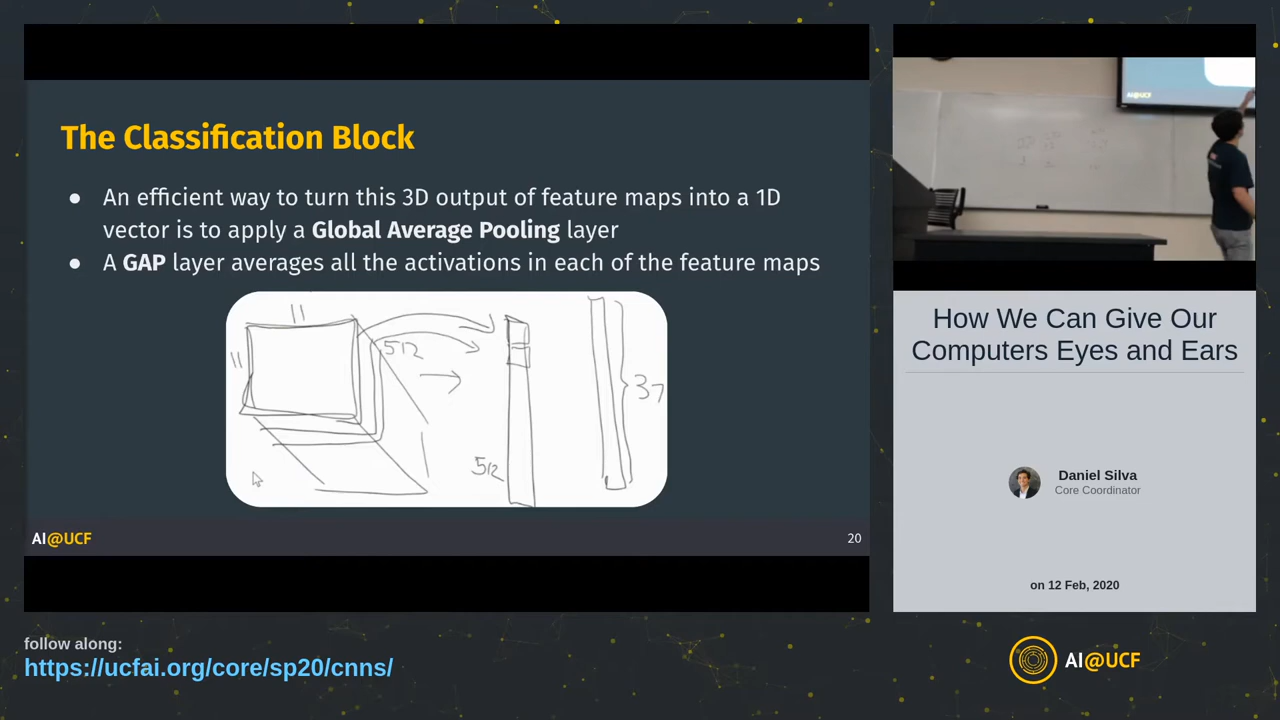 The Classification Block
● An efficient way to turn this 3D output of feature maps into a 1D
vector is to apply a Global Average Pooling layer
● A GAP layer averages all the activations in each of the feature maps
11
11
512
512
37
AI@UCF
20
AI@UCF
How We Can Give Our
Computers Eyes and Ears
Daniel Silva
Core Coordinator
on 12 Feb, 2020
follow along:
https://ucfai.org/core/sp20/cnns/
AI@UCF